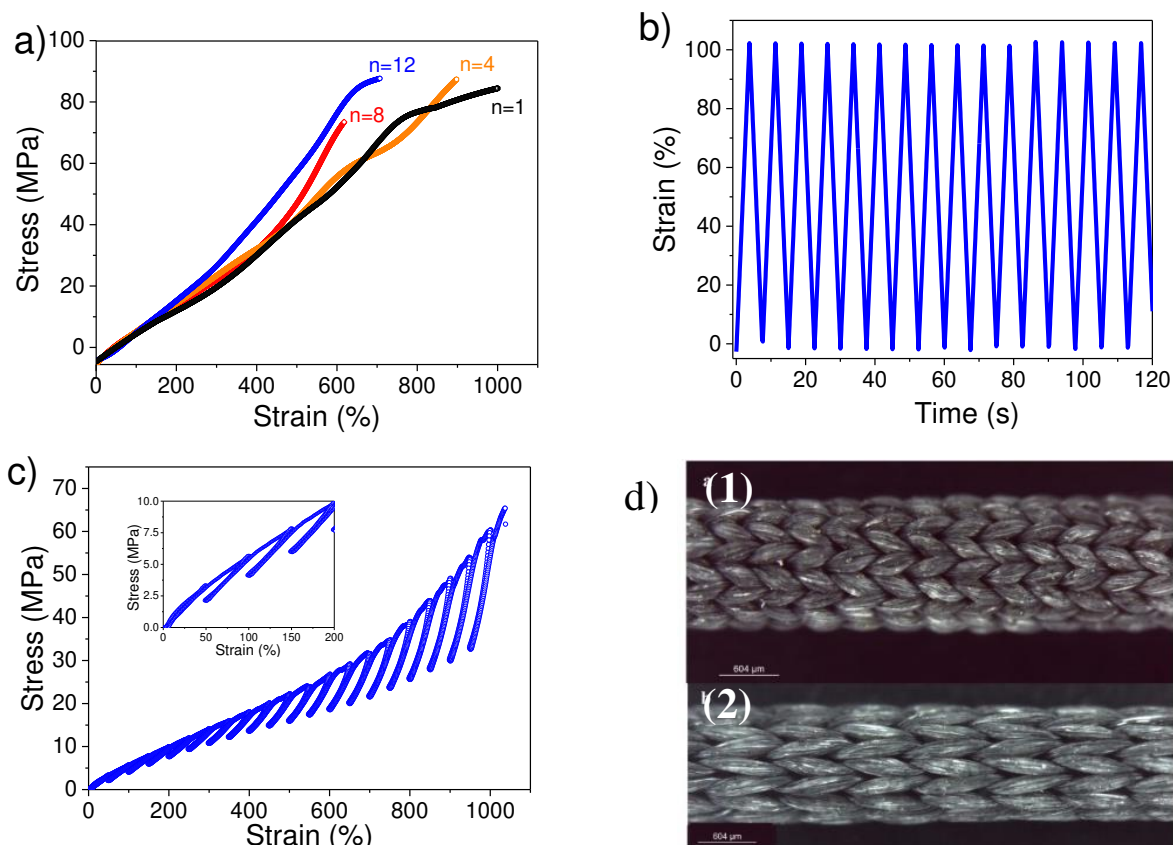 a)
100
80
60
40
20
0
Stress (MPa)
n=12
n=4
n=8
n=1
0 200 400 600 800 1000
Strain (%)
b)
100
80
60
40
20
0
Strain (%)
0 20 40 60 80 100 120
Time (s)
c)
70
60
50
40
30
20
10
0
Stress (MPa)
10.0
7.5
5.0
2.5
0.0
Stress (MPa)
0 50 100 150 200
Strain (%)
0 200 400 600 800 1000
Strain (%)
d)
(1)
604 µm
(2)
604 µm